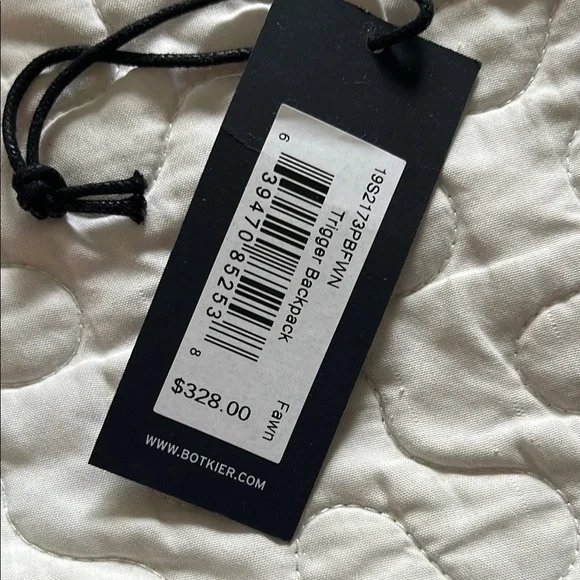 19S2173PBFWN
Trigger Backpack Fawn
6 39470 85253 8
$328.00
WWW.BOTKIER.COM